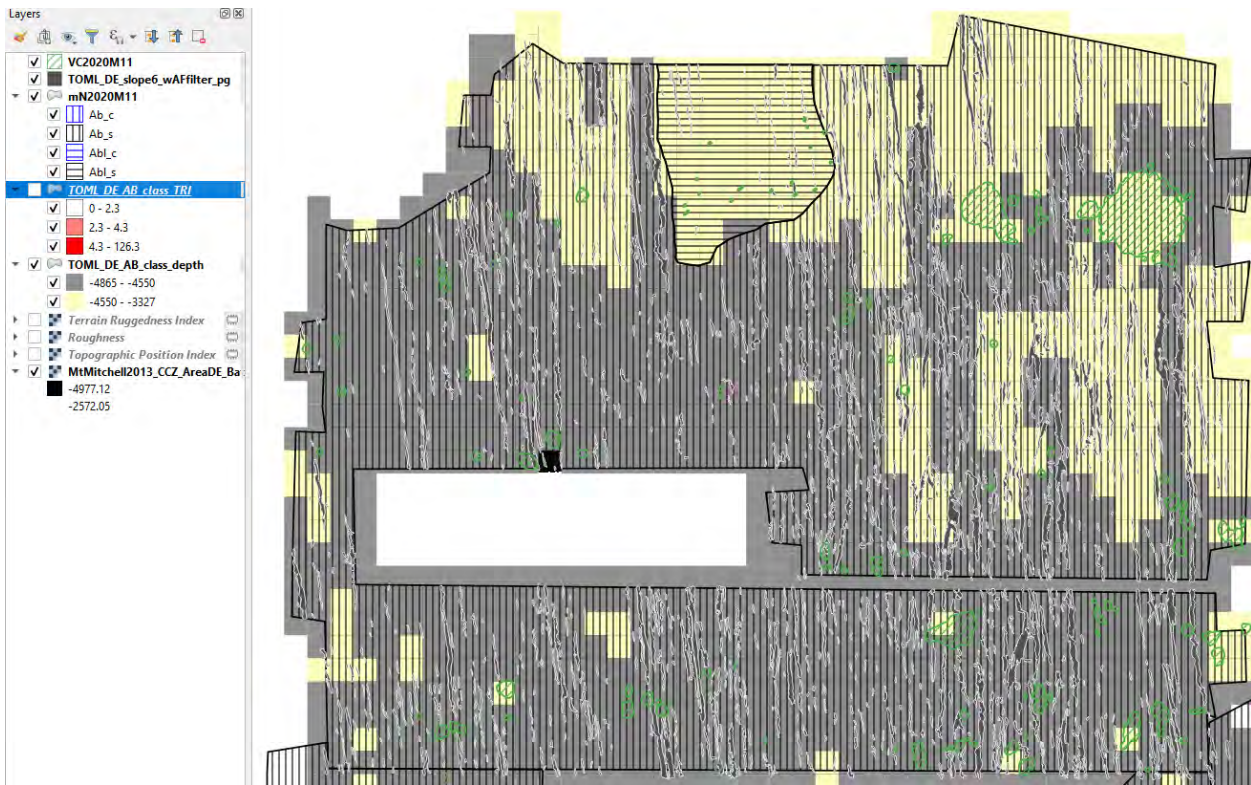 Layers
VC2020M11
TOML_DE_slope6_wAFfilter_pg
mN2020M11
Ab_c
Ab_s
Abl_c
Abl_s
TOML_DE_AB_class_TRI
0 - 2.3
2.3 - 4.3
4.3 - 126.3
TOML_DE_AB_class_depth
-4865 - -4550
-4550 - -3327
Terrain Ruggedness Index
Roughness
Topographic Position Index
MtMitchell2013_CCZ_AreaDE_Ba
-4977.12
-2572.05